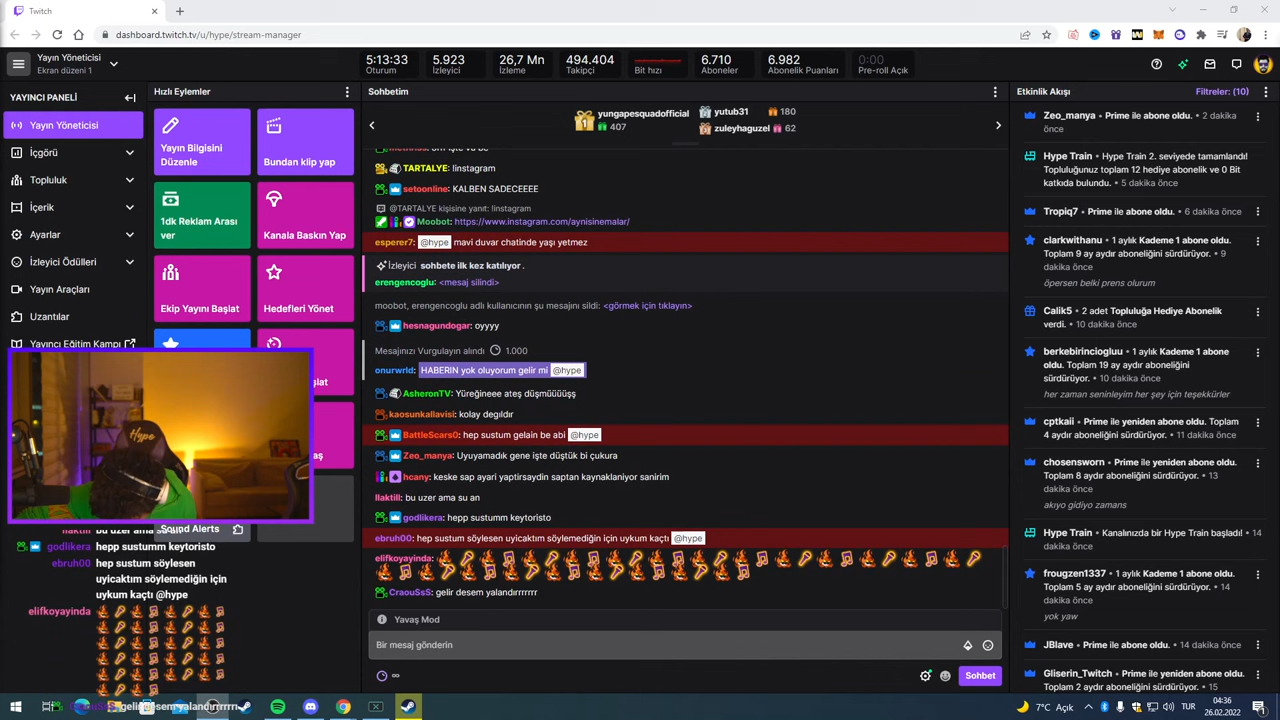 Twitch
dashboard.twitch.tv/u/hype/stream-manager
Yayın Yöneticisi
Ekran düzeni 1
5:13:33
Oturum
5.923
İzleyici
26,7 Mn
İzleme
494.404
Takipçi
Bit hızı
6.710
Aboneler
6.982
Abonelik Puanları
0:00
Pre-roll Açık
YAYINCI PANELİ
Yayın Yöneticisi
İçgörü
Topluluk
İçerik
Ayarlar
İzleyici Ödülleri
Yayın Araçları
Uzantılar
Yayıncı Eğitim Kampı
Hızlı Eylemler
Yayın Bilgisini
Düzenle
Bundan klip yap
1dk Reklam Arası
ver
Kanala Baskın Yap
Ekip Yayını Başlat
Hedefleri Yönet
Sound Alerts
Hype
godlikera hepp sustumm keytoristo
ebruh00 hep sustum söylesen
uyicaktım söylemediğin için
uykum kaçtı @hype
elifkoyayinda
Sohbetim
yungapesquadofficial
407
yutub31 180
zuleyhaguzel 62
TARTALYE: !instagram
setoonline: KALBEN SADECEEEE
@TARTALYE kişisine yanıt: !instagram
Moobot: https://www.instagram.com/aynisinemalar/
esperer7: @hype mavi duvar chatinde yaşı yetmez
İzleyici sohbete ilk kez katılıyor .
erengencoglu: <mesaj silindi>
moobot, erengencoglu adlı kullanıcının şu mesajını sildi: <görmek için tıklayın>
hesnagundogar: oyyyy
Mesajınızı Vurgulayın alındı 1.000
onurwrld: HABERIN yok oluyorum gelir mi @hype
AsheronTV: Yüreğineee ateş düşmüüüüşş
kaosunkallavisi: kolay degıldır
BattleScars0: hep sustum gelain be abi @hype
Zeo_manya: Uyuyamadık gene işte düştük bi çukura
hcany: keske sap ayari yaptirsaydin saptan kaynaklaniyor sanirim
llaktili: bu uzer ama su an
godlikera: hepp sustumm keytoristo
ebruh00: hep sustum söylesen uyicaktım söylemediğin için uykum kaçtı @hype
elifkoyayinda:
CraouSsS: gelir desem yalandırrrrrrr
Yavaş Mod
Bir mesaj gönderin
Sohbet
Etkinlik Akışı
Filtreler: (10)
Zeo_manya • Prime ile abone oldu. • 2 dakika
önce
Hype Train • Hype Train 2. seviyede tamamlandı!
Topluluğunuz toplam 12 hediye abonelik ve 0 Bit
katkıda bulundu. • 5 dakika önce
Tropiq7 • Prime ile abone oldu. • 6 dakika önce
clarkwithanu • 1 aylık Kademe 1 abone oldu.
Toplam 9 ay aydır aboneliğini sürdürüyor. • 9
dakika önce
öpersen belki prens olurum
Calik5 • 2 adet Topluluğa Hediye Abonelik
verdi. • 10 dakika önce
berkebirinciogluu • 1 aylık Kademe 1 abone
oldu. Toplam 19 ay aydır aboneliğini
sürdürüyor. • 10 dakika önce
her zaman seninleyim her şey için teşekkürler
cptkaii • Prime ile yeniden abone oldu. Toplam
4 aydır aboneliğini sürdürüyor. • 11 dakika önce
chosensworn • Prime ile yeniden abone oldu.
Toplam 8 aydır aboneliğini sürdürüyor. • 13
dakika önce
akıyo gidiyo zamans
Hype Train • Kanalınızda bir Hype Train başladı! • 14
dakika önce
frougzen1337 • 1 aylık Kademe 1 abone oldu.
Toplam 5 ay aydır aboneliğini sürdürüyor. • 14
dakika önce
yok yaw
JBlave • Prime ile abone oldu. • 14 dakika önce
Gliserin_Twitch • Prime ile yeniden abone oldu.
Toplam 2 aydır aboneliğini sürdürüyor. • 15
7°C Açık
TUR
04:36
26.02.2022